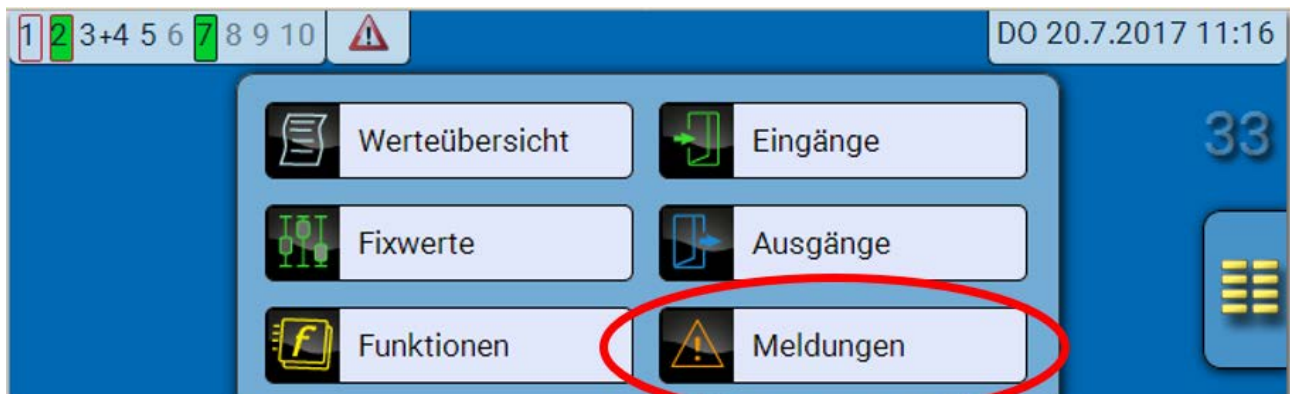 1 2 3+4 5 6 7 8 9 10 DO 20.7.2017 11:16
Werteübersicht Eingänge
33
Fixwerte Ausgänge
Funktionen Meldungen